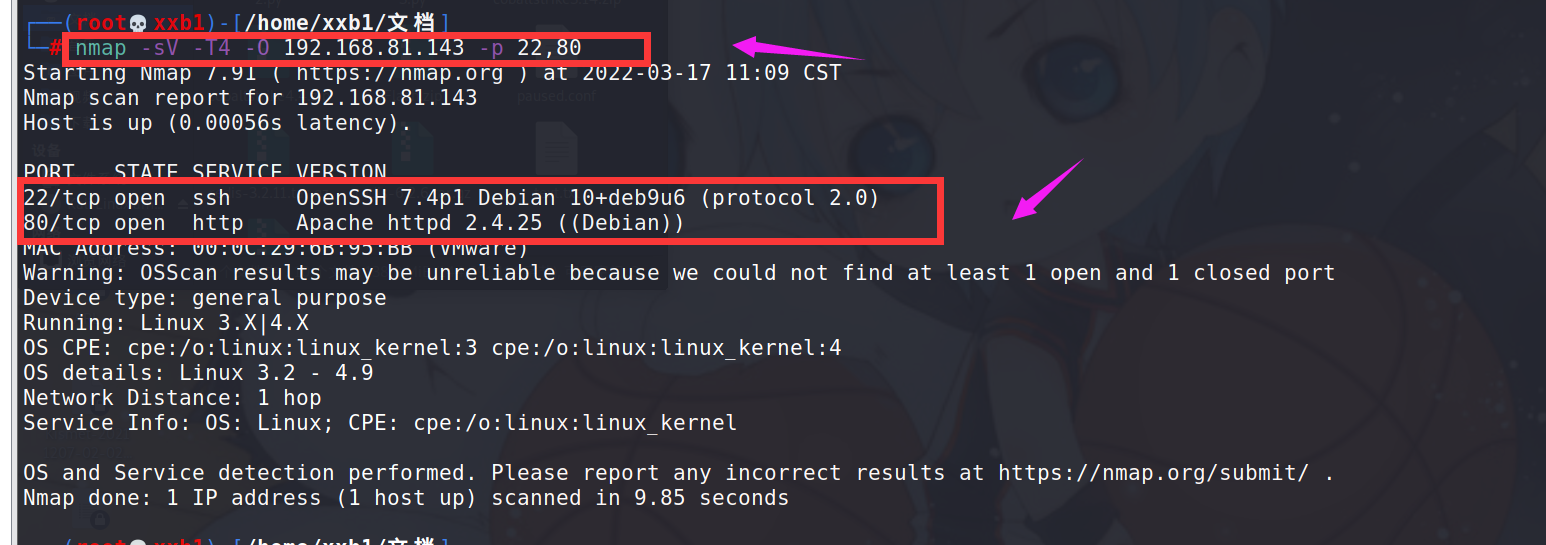 ┌──(root💀xxb1)-[/home/xxb1/文档]
└─# nmap -sV -T4 -O 192.168.81.143 -p 22,80
Starting Nmap 7.91 ( https://nmap.org ) at 2022-03-17 11:09 CST
Nmap scan report for 192.168.81.143
Host is up (0.00056s latency).
PORT   STATE SERVICE VERSION
22/tcp open  ssh     OpenSSH 7.4p1 Debian 10+deb9u6 (protocol 2.0)
80/tcp open  http    Apache httpd 2.4.25 ((Debian))
MAC Address: 00:0C:29:6B:95:BB (VMware)
Warning: OSScan results may be unreliable because we could not find at least 1 open and 1 closed port
Device type: general purpose
Running: Linux 3.X|4.X
OS CPE: cpe:/o:linux:linux_kernel:3 cpe:/o:linux:linux_kernel:4
OS details: Linux 3.2 - 4.9
Network Distance: 1 hop
Service Info: OS: Linux; CPE: cpe:/o:linux:linux_kernel
OS and Service detection performed. Please report any incorrect results at https://nmap.org/submit/ .
Nmap done: 1 IP address (1 host up) scanned in 9.85 seconds
(root💀xxb1)-[/home/xxb1/文档]